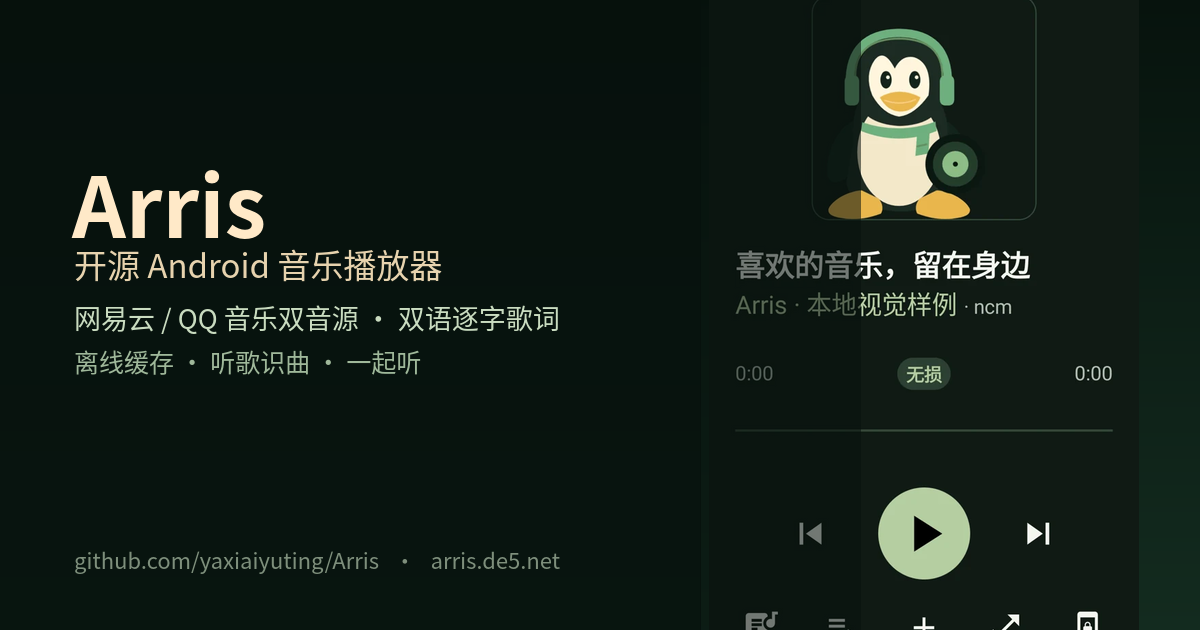 Arris
开源 Android 音乐播放器
网易云 / QQ 音乐双音源 • 双语逐字歌词
离线缓存 • 听歌识曲 • 一起听
github.com/yaxiaiyuting/Arris • arris.de5.net
喜欢的音乐，留在身边
Arris · 本地视觉样例 · ncm
0:00 无损 0:00